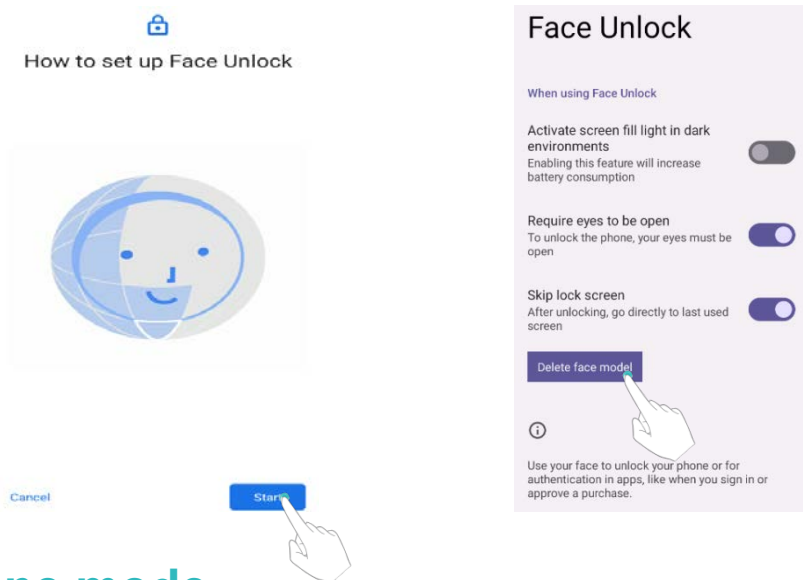 How to set up Face Unlock
Cancel
Start
Face Unlock
When using Face Unlock
Activate screen fill light in dark
environments
Enabling this feature will increase
battery consumption
Require eyes to be open
To unlock the phone, your eyes must be
open
Skip lock screen
After unlocking, go directly to last used
screen
Delete face model
Use your face to unlock your phone or for
authentication in apps, like when you sign in or
approve a purchase.